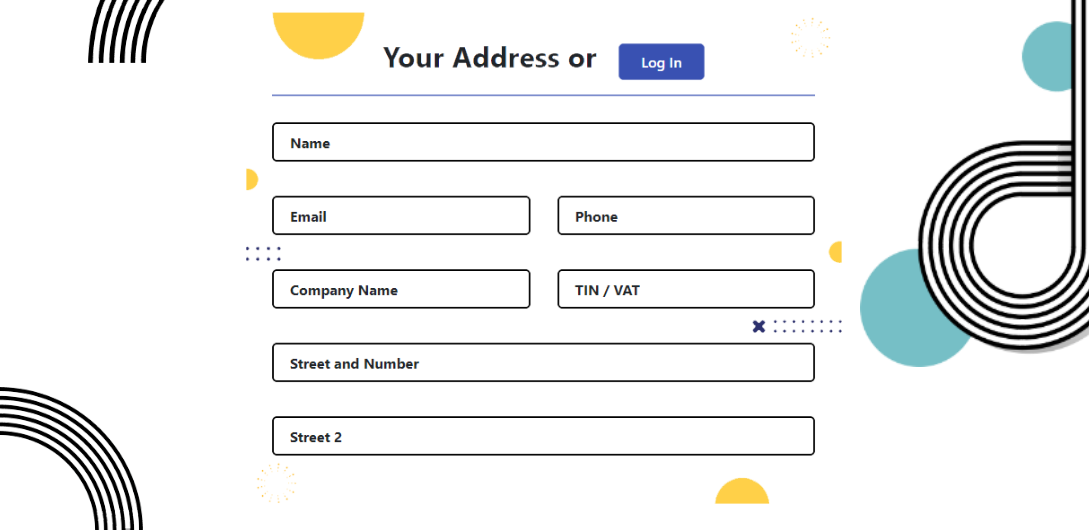 Your Address or Log In
Name
Email Phone
Company Name TIN / VAT
Street and Number
Street 2